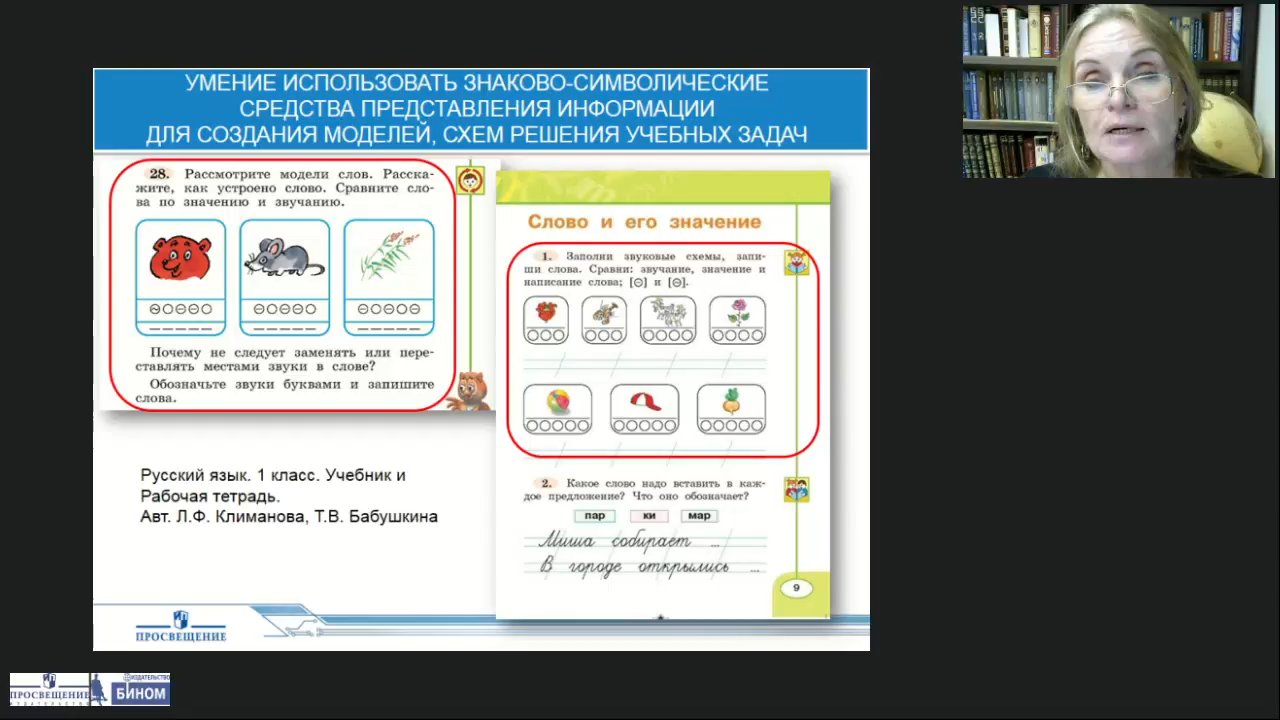 УМЕНИЕ ИСПОЛЬЗОВАТЬ ЗНАКОВО-СИМВОЛИЧЕСКИЕ
СРЕДСТВА ПРЕДСТАВЛЕНИЯ ИНФОРМАЦИИ
ДЛЯ СОЗДАНИЯ МОДЕЛЕЙ, СХЕМ РЕШЕНИЯ УЧЕБНЫХ ЗАДАЧ
28. Рассмотрите модели слов. Расска-
жите, как устроено слово. Сравните сло-
ва по значению и звучанию.
Почему не следует заменять или пере-
ставлять местами звуки в слове?
Обозначьте звуки буквами и запишите
слова.
Русский язык. 1 класс. Учебник и
Рабочая тетрадь.
Авт. Л.Ф. Климанова, Т.В. Бабушкина
Слово и его значение
1. Заполни звуковые схемы, запи-
ши слова. Сравни: звучание, значение и
написание слова; [○] и [⊖].
2. Какое слово надо вставить в каж-
дое предложение? Что оно обозначает?
пар ки мар
Миша собирает ...
В городе открылись ...
9
ПРОСВЕЩЕНИЕ
ПРОСВЕЩЕНИЕ
ИЗДАТЕЛЬСТВО
ИЗДАТЕЛЬСТВО
БИНОМ